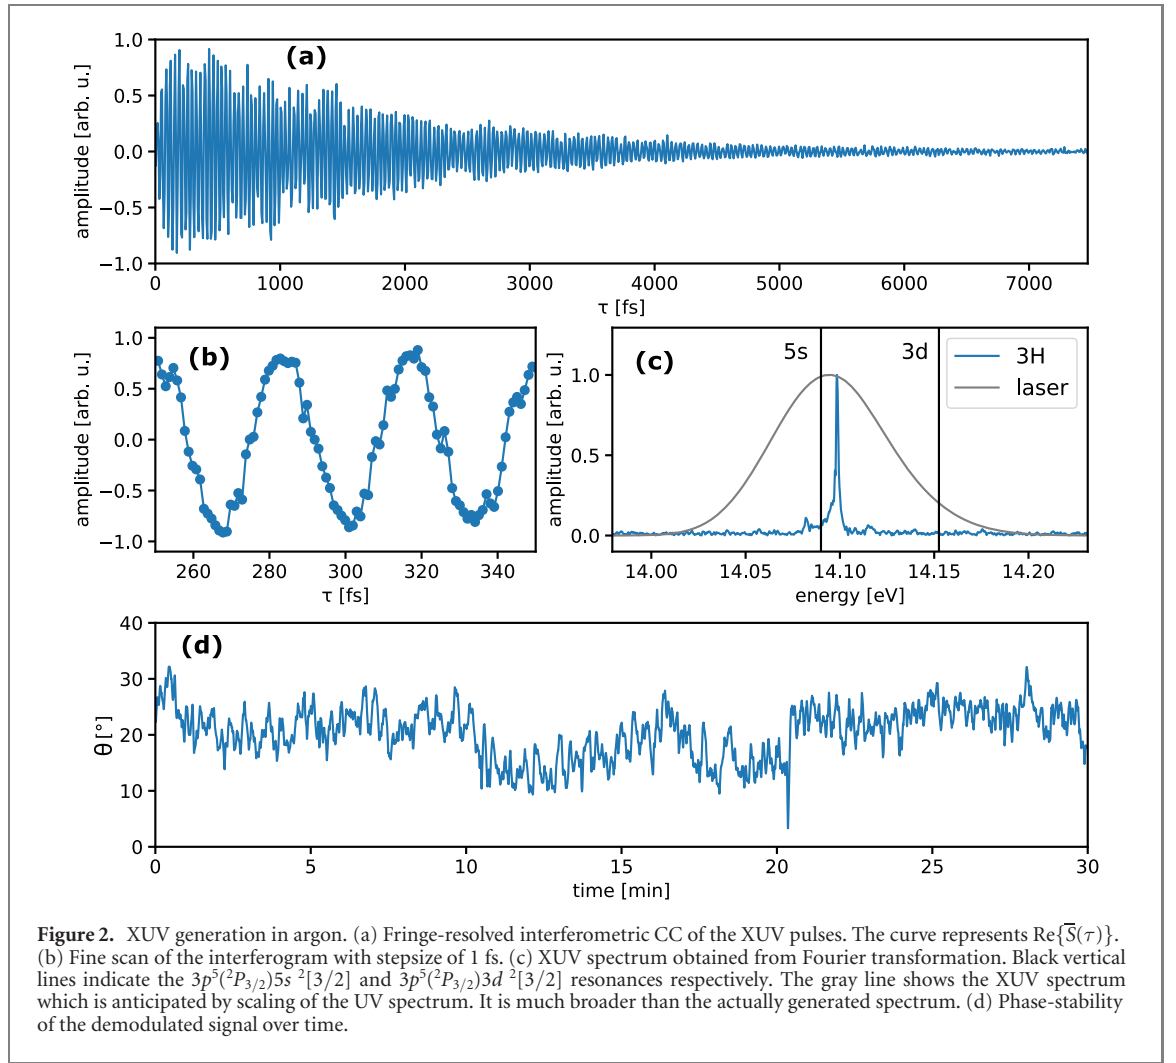 (a)
1.0
0.5
0.0
−0.5
−1.0
amplitude [arb. u.]
0 1000 2000 3000 4000 5000 6000 7000
τ [fs]
(b)
1.0
0.5
0.0
−0.5
−1.0
amplitude [arb. u.]
260 280 300 320 340
τ [fs]
(c)
5s
3d
3H
laser
1.0
0.5
0.0
amplitude [arb. u.]
14.00 14.05 14.10 14.15 14.20
energy [eV]
(d)
40
30
20
10
0
θ[°]
0 5 10 15 20 25 30
time [min]
Figure 2. XUV generation in argon. (a) Fringe-resolved interferometric CC of the XUV pulses. The curve represents Re{S̅(τ)}.
(b) Fine scan of the interferogram with stepsize of 1 fs. (c) XUV spectrum obtained from Fourier transformation. Black vertical
lines indicate the 3p⁵(²P₃/₂)5s ²[3/2] and 3p⁵(²P₃/₂)3d ²[3/2] resonances respectively. The gray line shows the XUV spectrum
which is anticipated by scaling of the UV spectrum. It is much broader than the actually generated spectrum. (d) Phase-stability
of the demodulated signal over time.